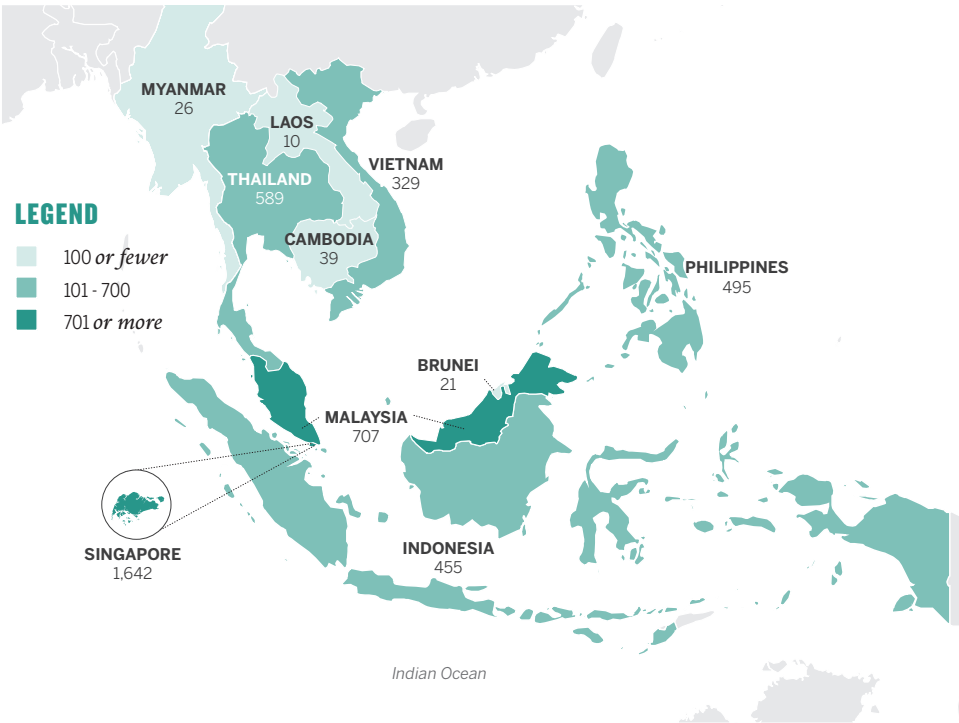 MYANMAR
26
LAOS
10
VIETNAM
329
THAILAND
589
LEGEND
100 or fewer
101 - 700
701 or more
CAMBODIA
39
PHILIPPINES
495
BRUNEI
21
MALAYSIA
707
SINGAPORE
1,642
INDONESIA
455
Indian Ocean